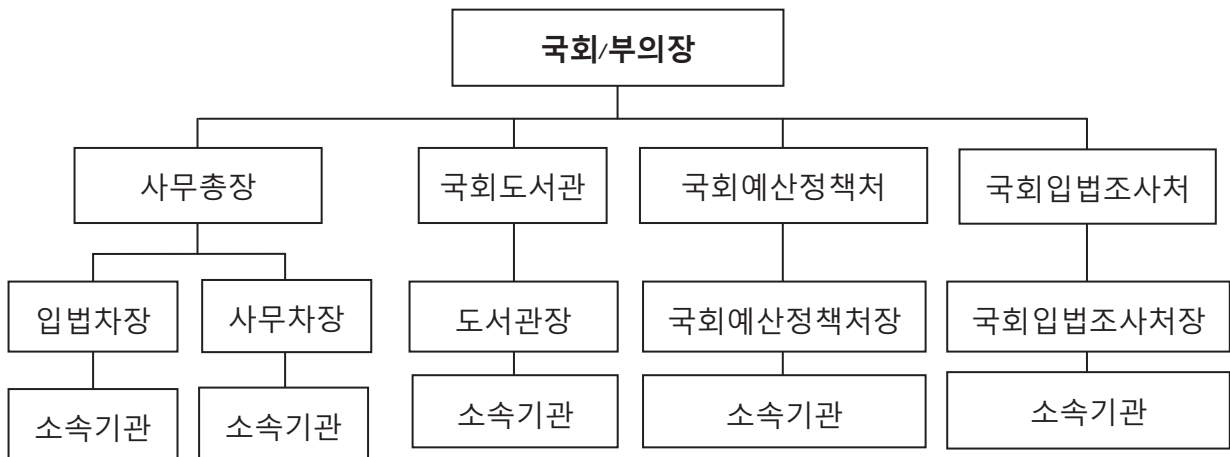 국회/부의장
사무총장
국회도서관
국회예산정책처
국회입법조사처
입법차장
사무차장
도서관장
국회예산정책처장
국회입법조사처장
소속기관
소속기관
소속기관
소속기관
소속기관